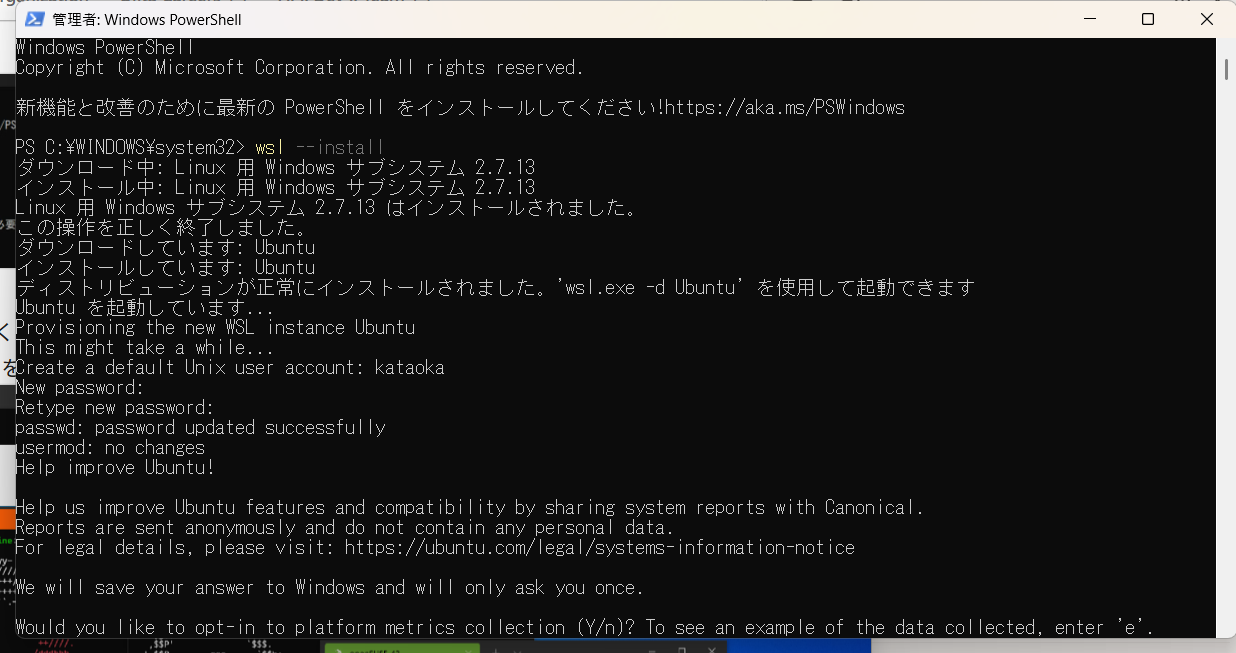 管理者: Windows PowerShell
Windows PowerShell
Copyright (C) Microsoft Corporation. All rights reserved.
新機能と改善のために最新の PowerShell をインストールしてください!https://aka.ms/PSWindows
PS C:¥WINDOWS¥system32> wsl --install
ダウンロード中: Linux 用 Windows サブシステム 2.7.13
インストール中: Linux 用 Windows サブシステム 2.7.13
Linux 用 Windows サブシステム 2.7.13 はインストールされました。
この操作を正しく終了しました。
ダウンロードしています: Ubuntu
インストールしています: Ubuntu
ディストリビューションが正常にインストールされました。'wsl.exe -d Ubuntu' を使用して起動できます
Ubuntu を起動しています...
Provisioning the new WSL instance Ubuntu
This might take a while...
Create a default Unix user account: kataoka
New password:
Retype new password:
passwd: password updated successfully
usermod: no changes
Help improve Ubuntu!
Help us improve Ubuntu features and compatibility by sharing system reports with Canonical.
Reports are sent anonymously and do not contain any personal data.
For legal details, please visit: https://ubuntu.com/legal/systems-information-notice
We will save your answer to Windows and will only ask you once.
Would you like to opt-in to platform metrics collection (Y/n)? To see an example of the data collected, enter 'e'.